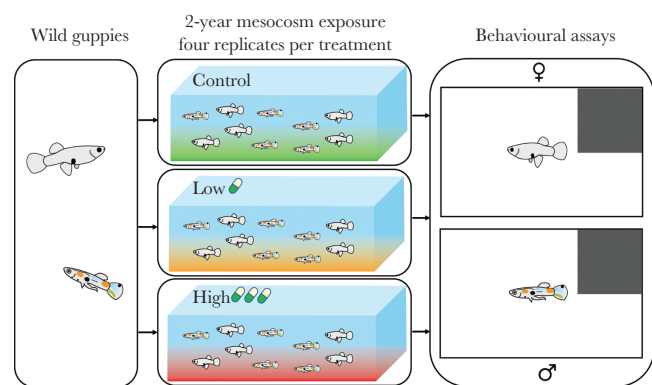 Wild guppies
2-year mesocosm exposure
four replicates per treatment
Behavioural assays
Control
Low
High
♀
♂